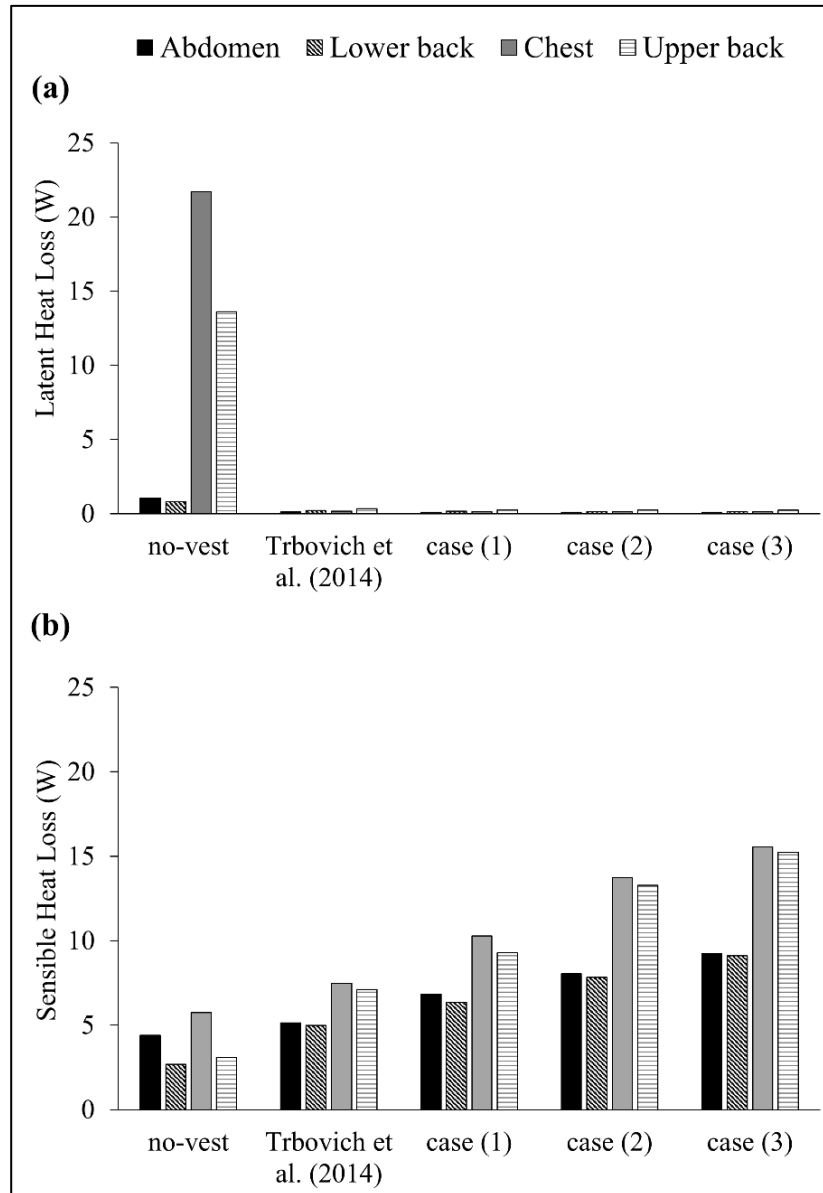 Abdomen Lower back Chest Upper back
(a)
25
20
15
10
5
0
Latent Heat Loss (W)
no-vest Trbovich et al. (2014) case (1) case (2) case (3)
(b)
25
20
15
10
5
0
Sensible Heat Loss (W)
no-vest Trbovich et al. (2014) case (1) case (2) case (3)